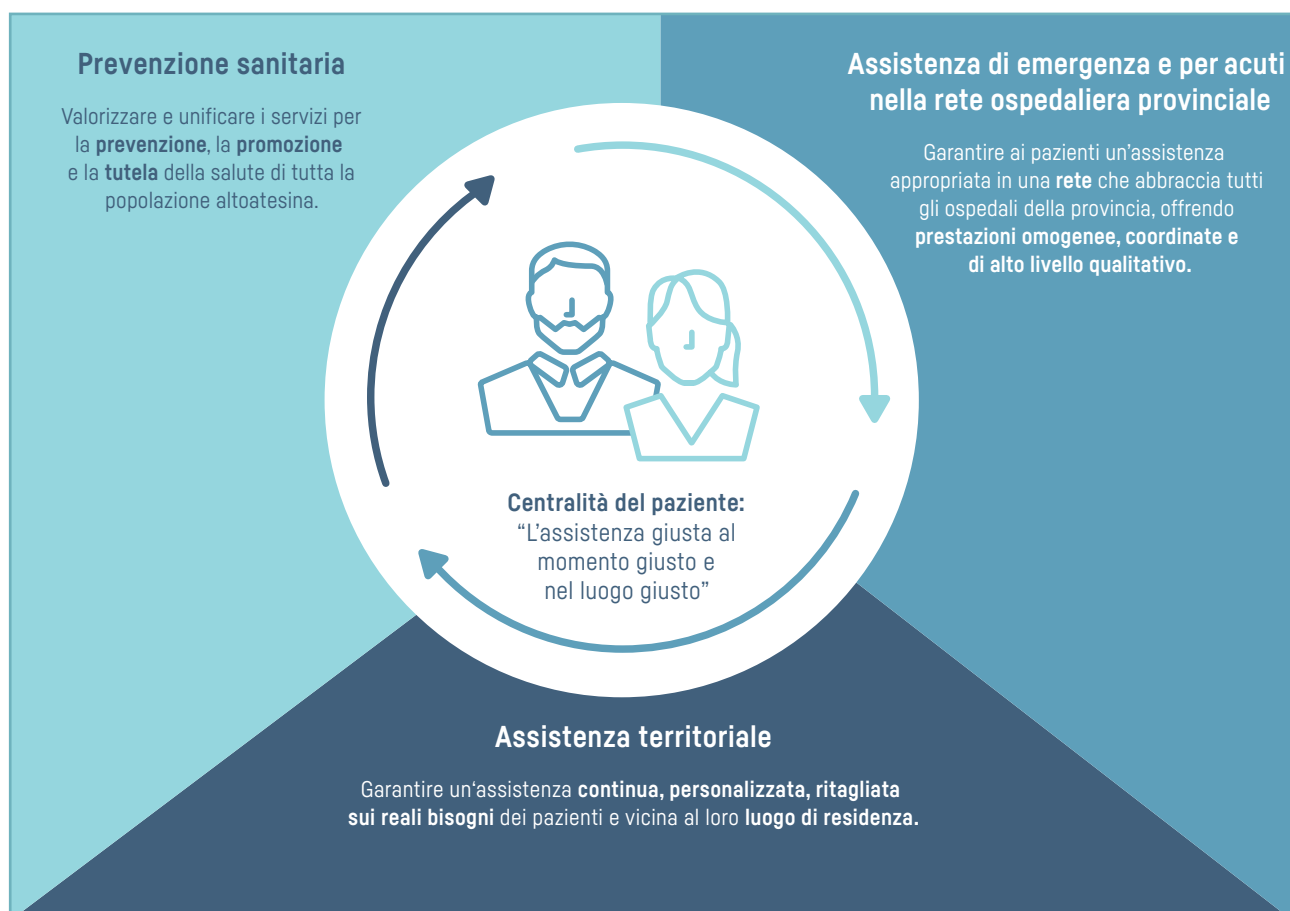 Prevenzione sanitaria
Valorizzare e unificare i servizi per
la prevenzione, la promozione
e la tutela della salute di tutta la
popolazione altoatesina.
Assistenza di emergenza e per acuti
nella rete ospedaliera provinciale
Garantire ai pazienti un'assistenza
appropriata in una rete che abbraccia tutti
gli ospedali della provincia, offrendo
prestazioni omogenee, coordinate e
di alto livello qualitativo.
Centralità del paziente:
“L’assistenza giusta al
momento giusto e
nel luogo giusto”
Assistenza territoriale
Garantire un‘assistenza continua, personalizzata, ritagliata
sui reali bisogni dei pazienti e vicina al loro luogo di residenza.